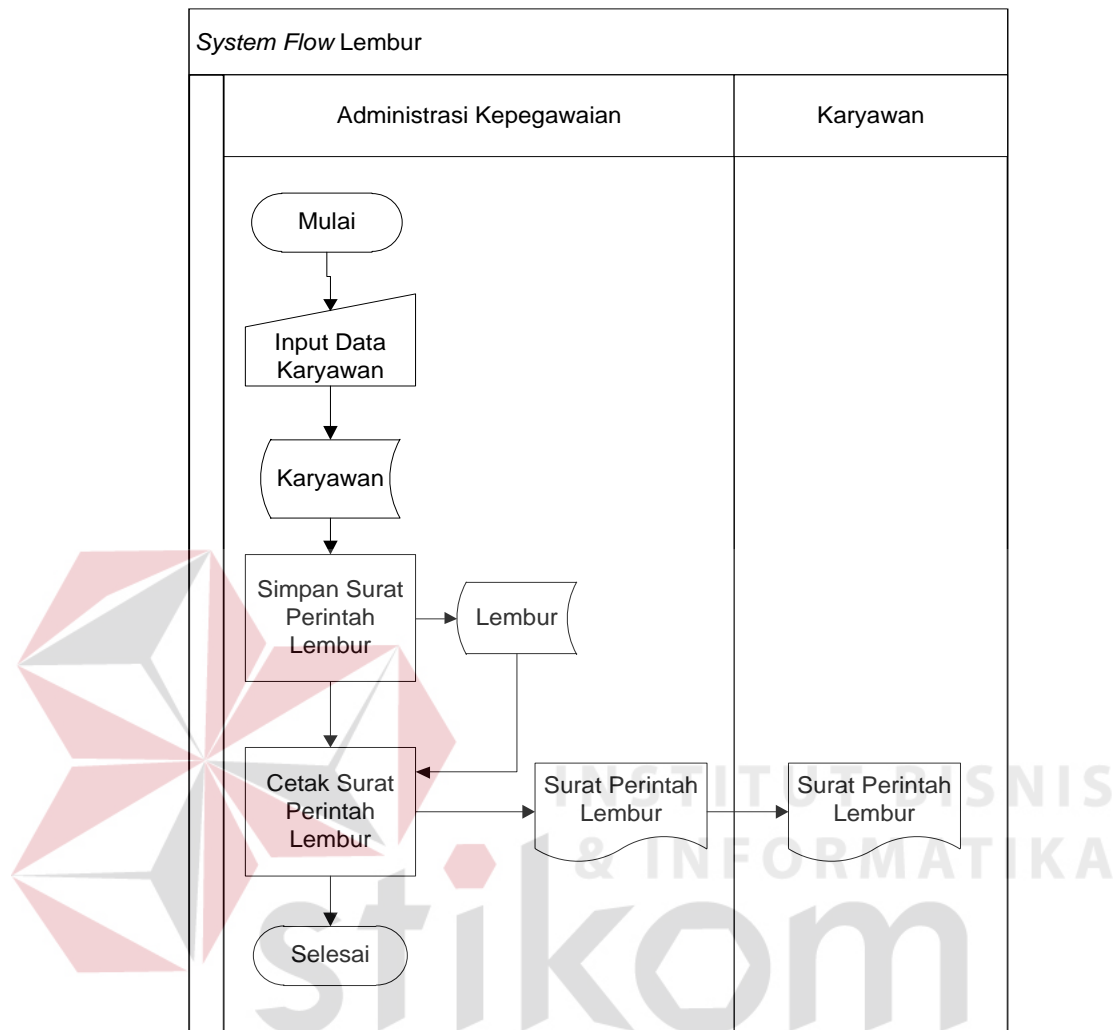 System Flow Lembur
Administrasi Kepegawaian
Karyawan
Mulai
Input Data
Karyawan
Karyawan
Simpan Surat
Perintah
Lembur
Lembur
Cetak Surat
Perintah
Lembur
Surat Perintah
Lembur
Surat Perintah
Lembur
Selesai
INSTITUT BISNIS
& INFORMATIKA
stikom